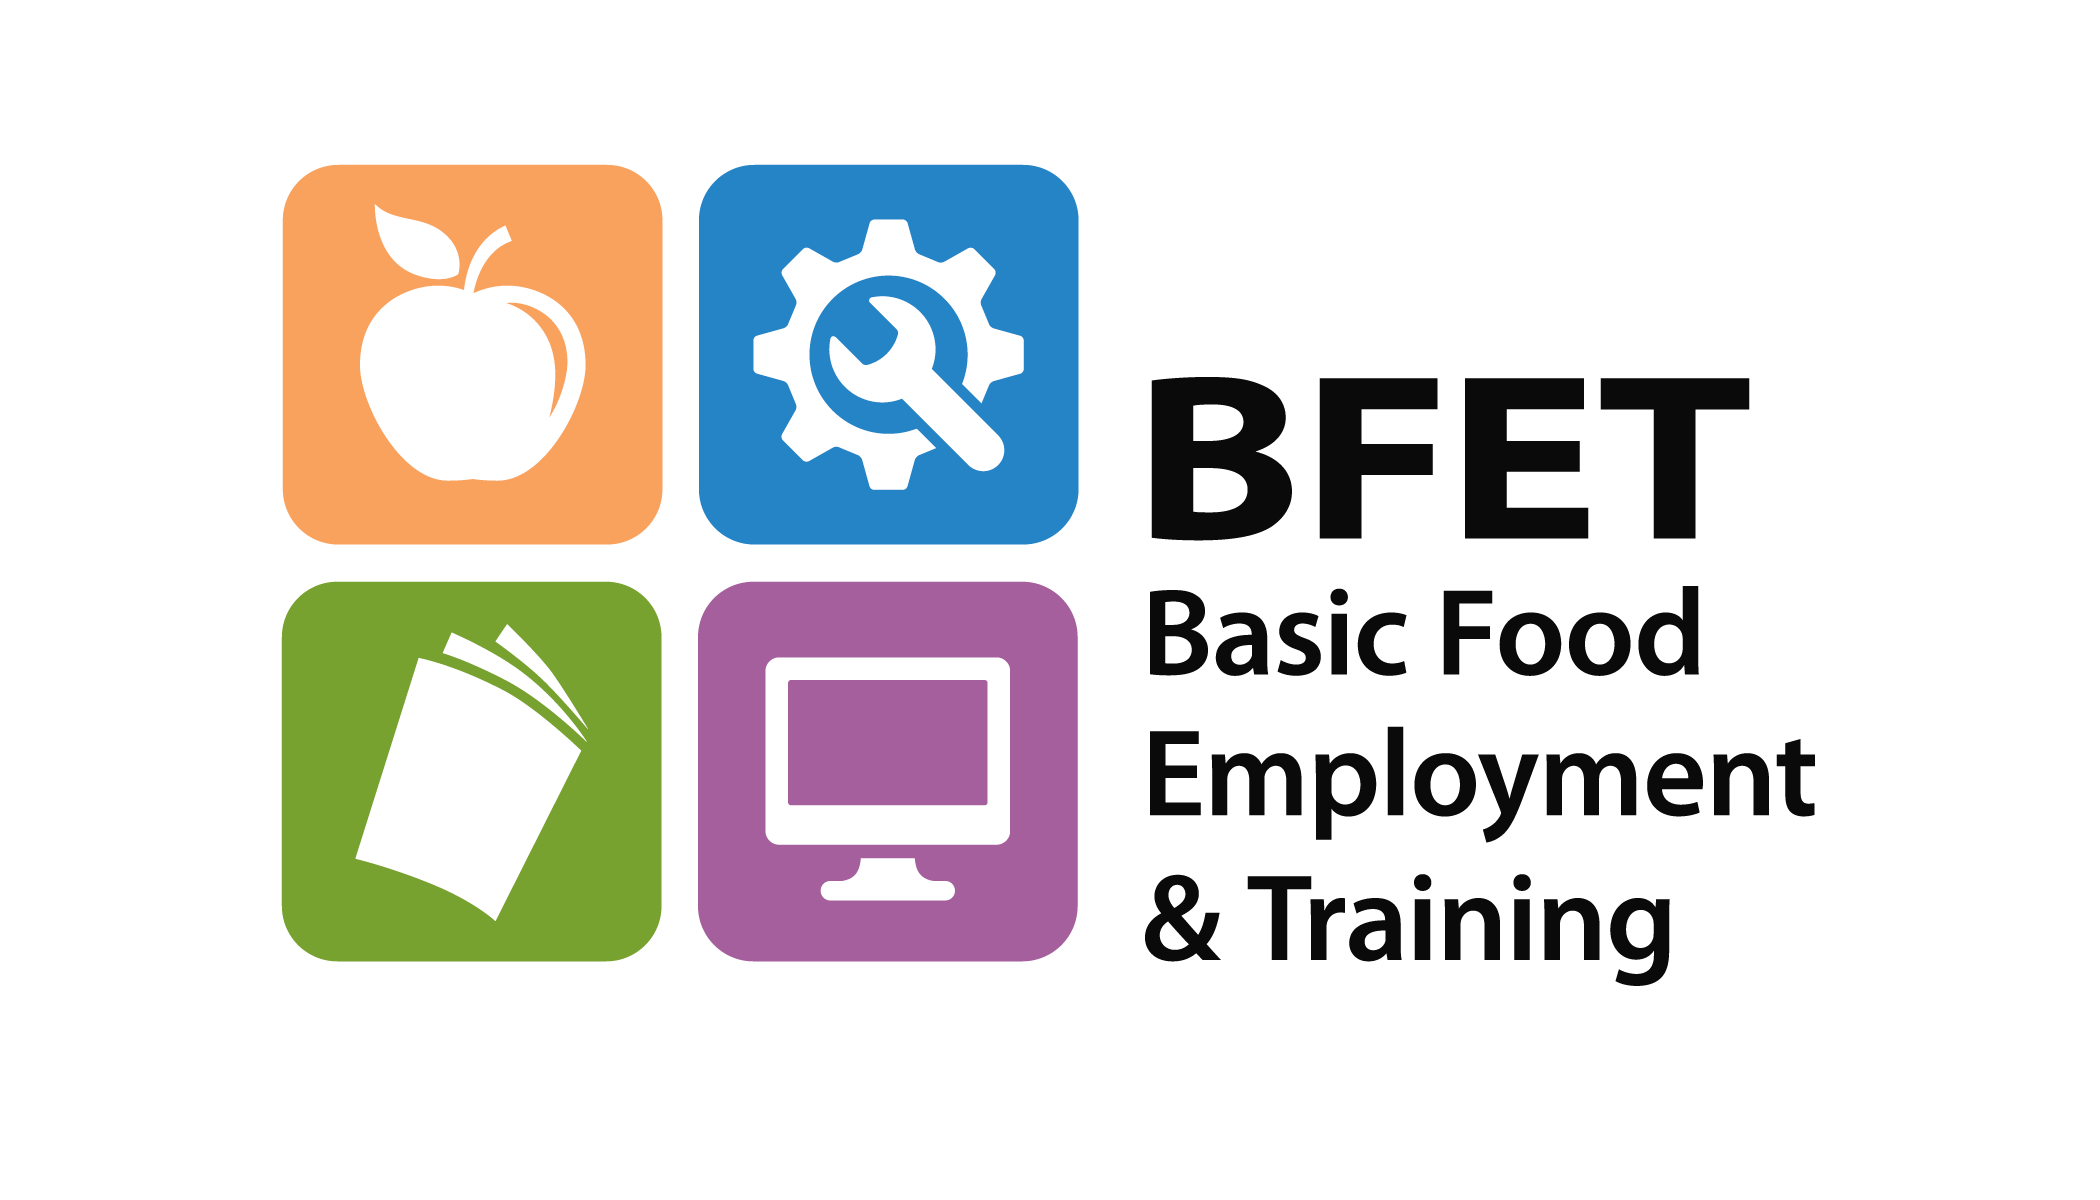 BFET
Basic Food
Employment
& Training